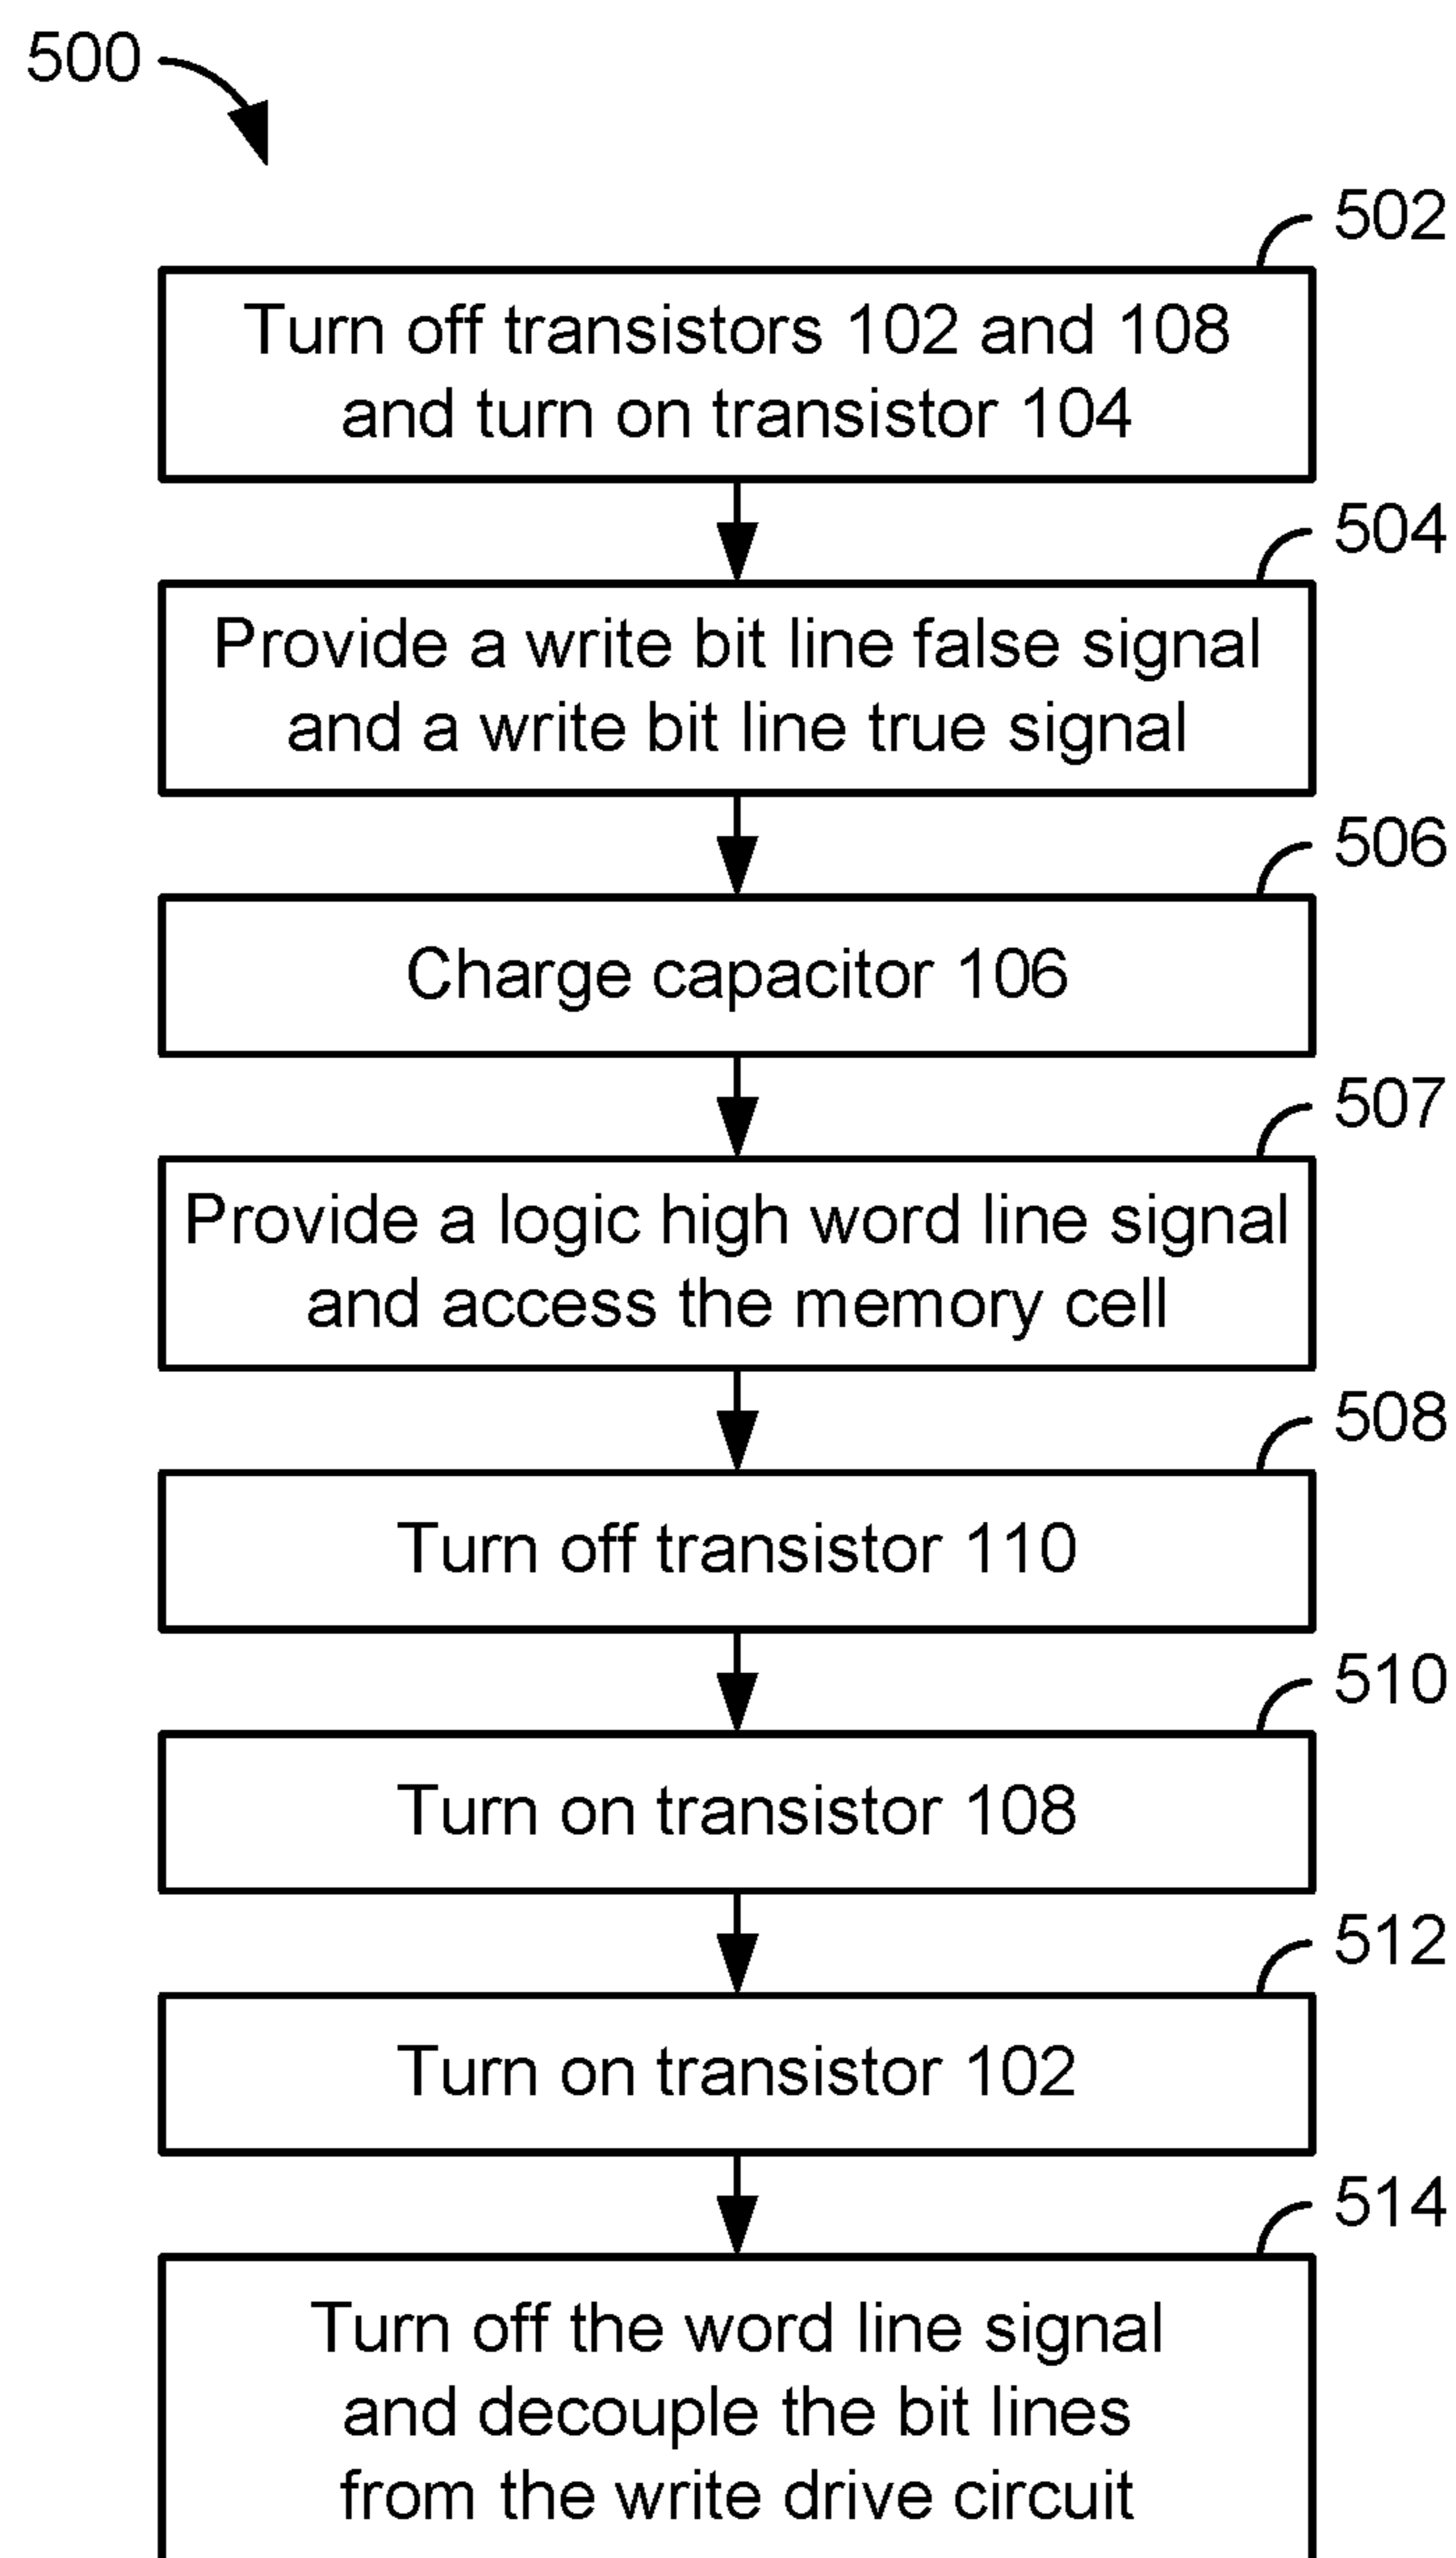 500
502
Turn off transistors 102 and 108
and turn on transistor 104
504
Provide a write bit line false signal
and a write bit line true signal
506
Charge capacitor 106
507
Provide a logic high word line signal
and access the memory cell
508
Turn off transistor 110
510
Turn on transistor 108
512
Turn on transistor 102
514
Turn off the word line signal
and decouple the bit lines
from the write drive circuit